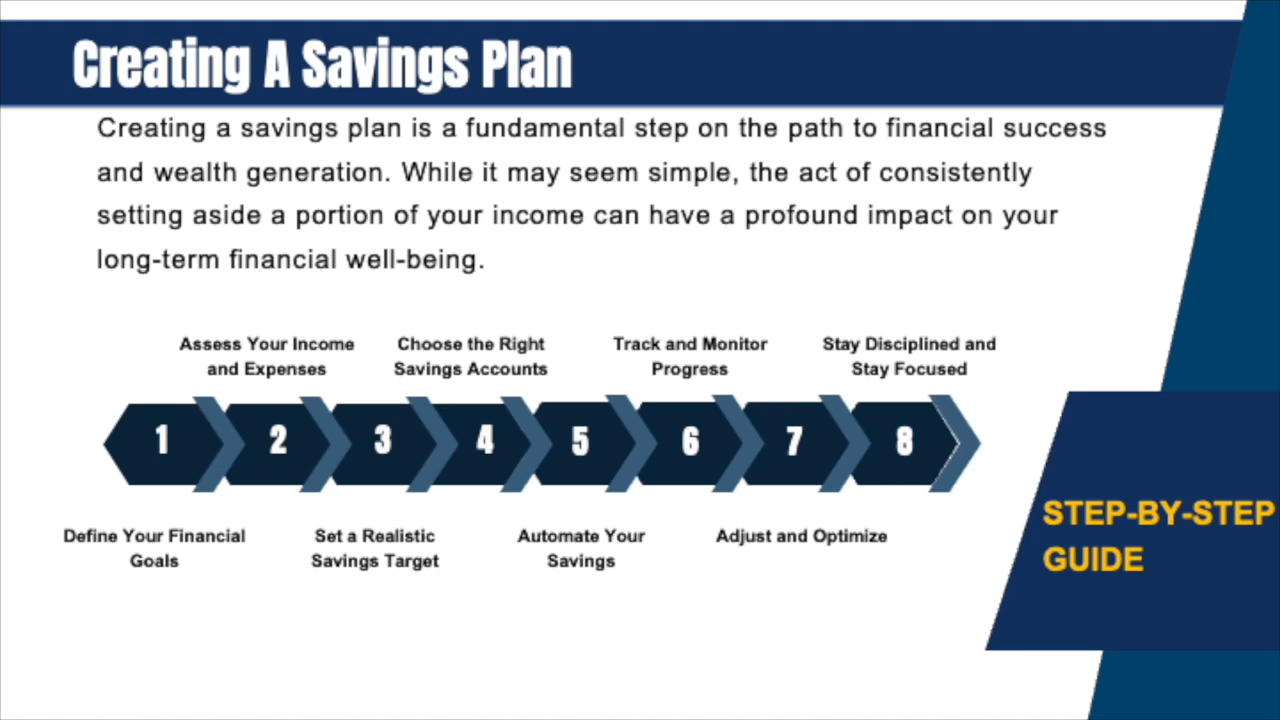 Creating A Savings Plan
Creating a savings plan is a fundamental step on the path to financial success
and wealth generation. While it may seem simple, the act of consistently
setting aside a portion of your income can have a profound impact on your
long-term financial well-being.
Assess Your Income
and Expenses
Choose the Right
Savings Accounts
Track and Monitor
Progress
Stay Disciplined and
Stay Focused
1 2 3 4 5 6 7 8
Define Your Financial
Goals
Set a Realistic
Savings Target
Automate Your
Savings
Adjust and Optimize
STEP-BY-STEP
GUIDE